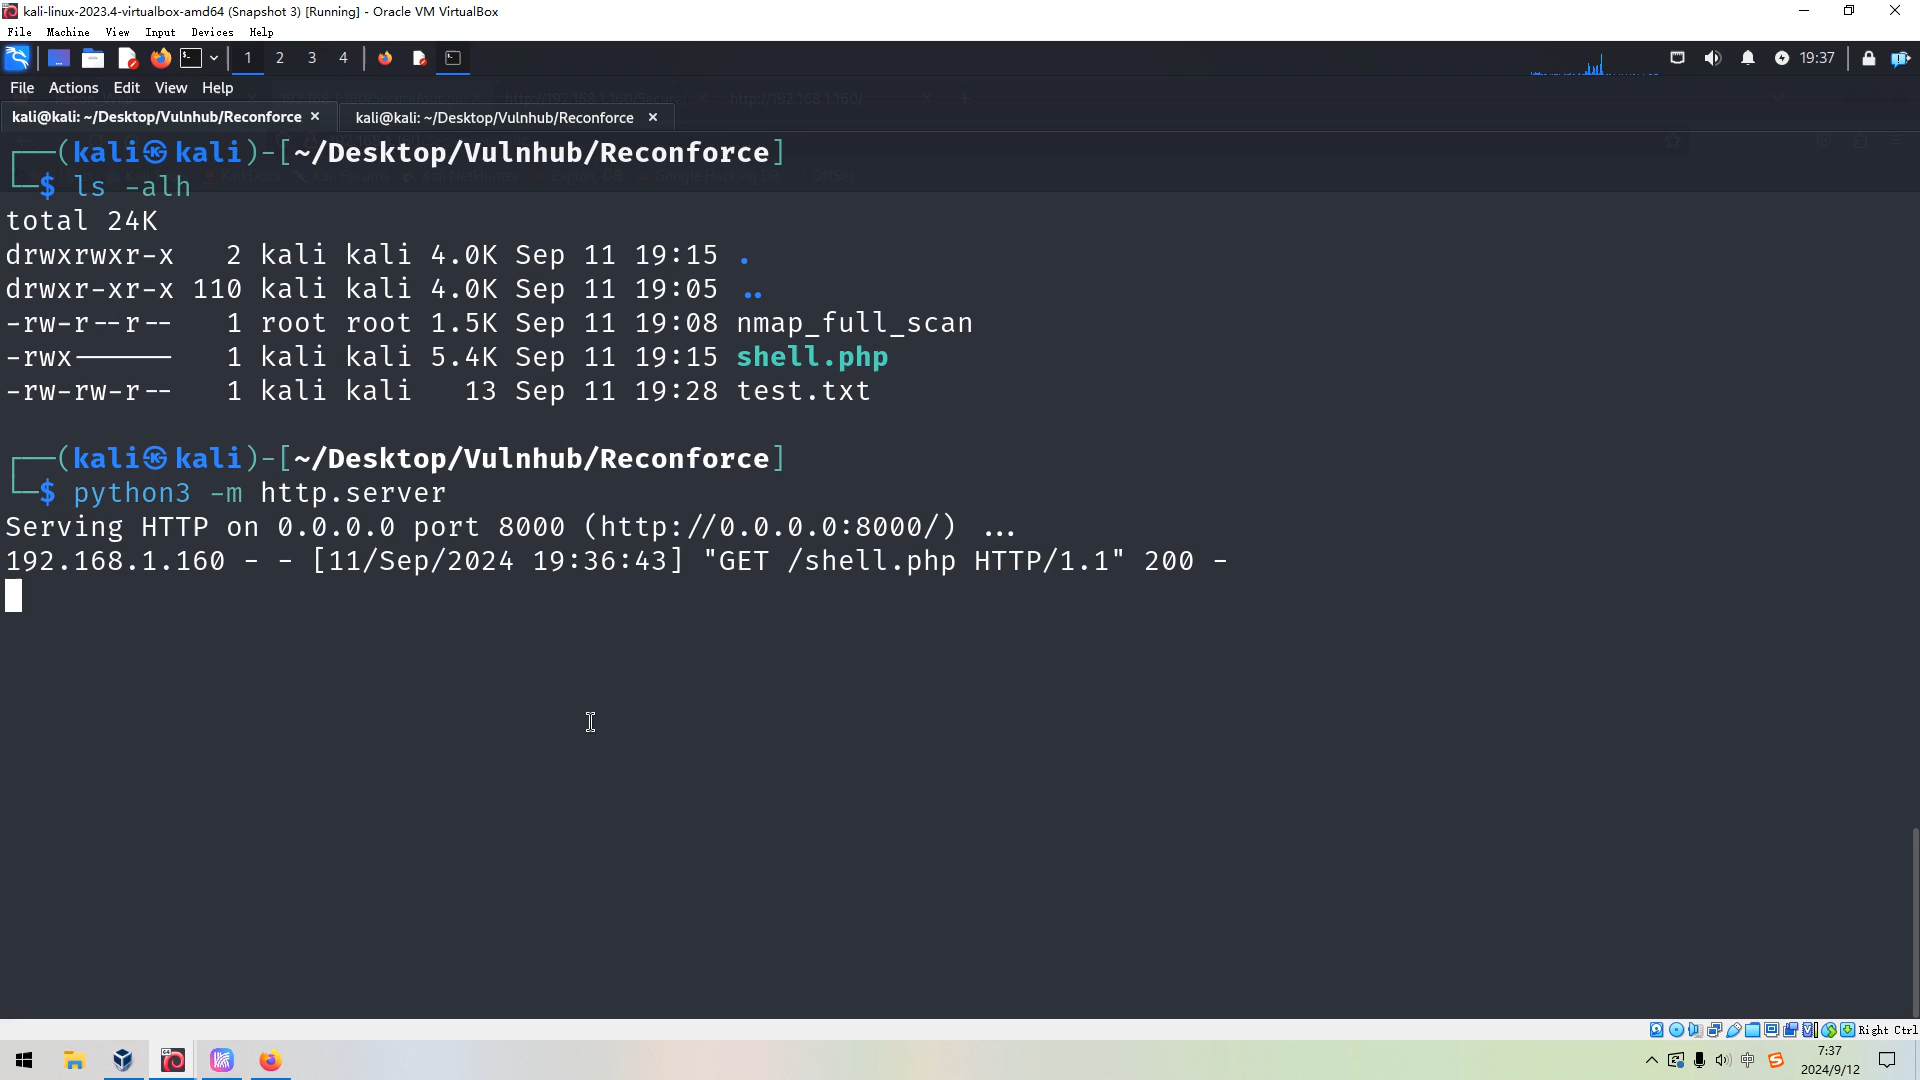 kali-linux-2023.4-virtualbox-amd64 (Snapshot 3) [Running] - Oracle VM VirtualBox
File Machine View Input Devices Help
1 2 3 4 19:37
File Actions Edit View Help
kali@kali: ~/Desktop/Vulnhub/Reconforce × kali@kali: ~/Desktop/Vulnhub/Reconforce ×
┌──(kali㉿kali)-[~/Desktop/Vulnhub/Reconforce]
└─$ ls -alh
total 24K
drwxrwxr-x   2 kali kali 4.0K Sep 11 19:15 .
drwxr-xr-x 110 kali kali 4.0K Sep 11 19:05 ..
-rw-r--r--   1 root root 1.5K Sep 11 19:08 nmap_full_scan
-rwx------   1 kali kali 5.4K Sep 11 19:15 shell.php
-rw-rw-r--   1 kali kali   13 Sep 11 19:28 test.txt
┌──(kali㉿kali)-[~/Desktop/Vulnhub/Reconforce]
└─$ python3 -m http.server
Serving HTTP on 0.0.0.0 port 8000 (http://0.0.0.0:8000/) ...
192.168.1.160 - - [11/Sep/2024 19:36:43] "GET /shell.php HTTP/1.1" 200 -
Right Ctrl
中
7:37
2024/9/12